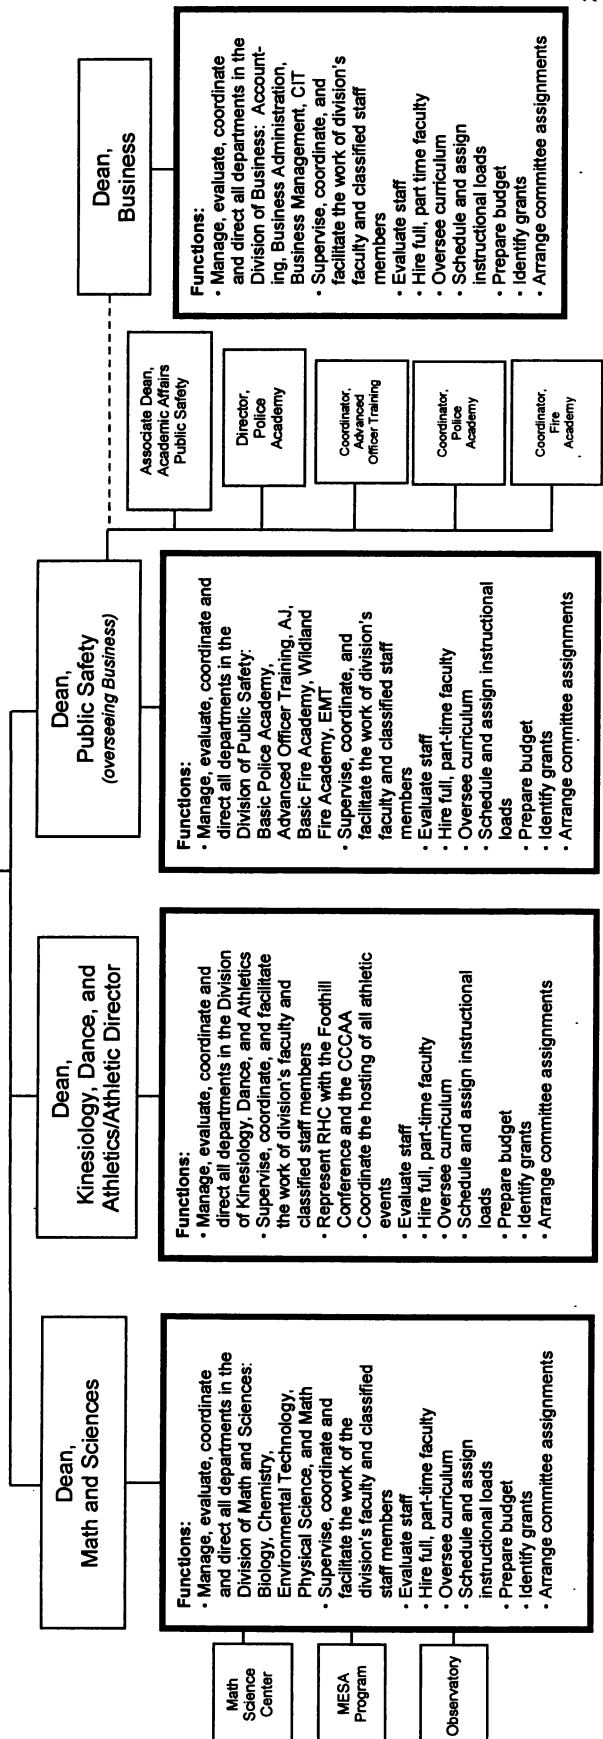 Dean,
Math and Sciences
Functions:
• Manage, evaluate, coordinate
and direct all departments in the
Division of Math and Sciences:
Biology, Chemistry,
Environmental Technology,
Physical Science, and Math
• Supervise, coordinate and
facilitate the work of the
division's faculty and classified
staff members
• Evaluate staff
• Hire full, part-time faculty
• Oversee curriculum
• Schedule and assign
instructional loads
• Prepare budget
• Identify grants
• Arrange committee assignments
Math
Science
Center
MESA
Program
Observatory
Dean,
Kinesiology, Dance, and
Athletics/Athletic Director
Functions:
• Manage, evaluate, coordinate and
direct all departments in the Division
of Kinesiology, Dance, and Athletics
• Supervise, coordinate, and facilitate
the work of division's faculty and
classified staff members
• Represent RHC with the Foothill
Conference and the CCCAA
• Coordinate the hosting of all athletic
events
• Evaluate staff
• Hire full, part-time faculty
• Oversee curriculum
• Schedule and assign instructional
loads
• Prepare budget
• Identify grants
• Arrange committee assignments
Dean,
Public Safety
(overseeing Business)
Functions:
• Manage, evaluate, coordinate and
direct all departments in the
Division of Public Safety:
Basic Police Academy,
Advanced Officer Training, AJ,
Basic Fire Academy, Wildland
Fire Academy, EMT
• Supervise, coordinate, and
facilitate the work of division's
faculty and classified staff
members
• Evaluate staff
• Hire full, part-time faculty
• Oversee curriculum
• Schedule and assign instructional
loads
• Prepare budget
• Identify grants
• Arrange committee assignments
Associate Dean,
Academic Affairs
Public Safety
Director,
Police
Academy
Coordinator,
Advanced
Officer Training
Coordinator,
Police
Academy
Coordinator,
Fire
Academy
Dean,
Business
Functions:
• Manage, evaluate, coordinate
and direct all departments in the
Division of Business: Account-
ing, Business Administration,
Business Management, CIT
• Supervise, coordinate, and
facilitate the work of division's
faculty and classified staff
members
• Evaluate staff
• Hire full, part time faculty
• Oversee curriculum
• Schedule and assign
instructional loads
• Prepare budget
• Identify grants
• Arrange committee assignments